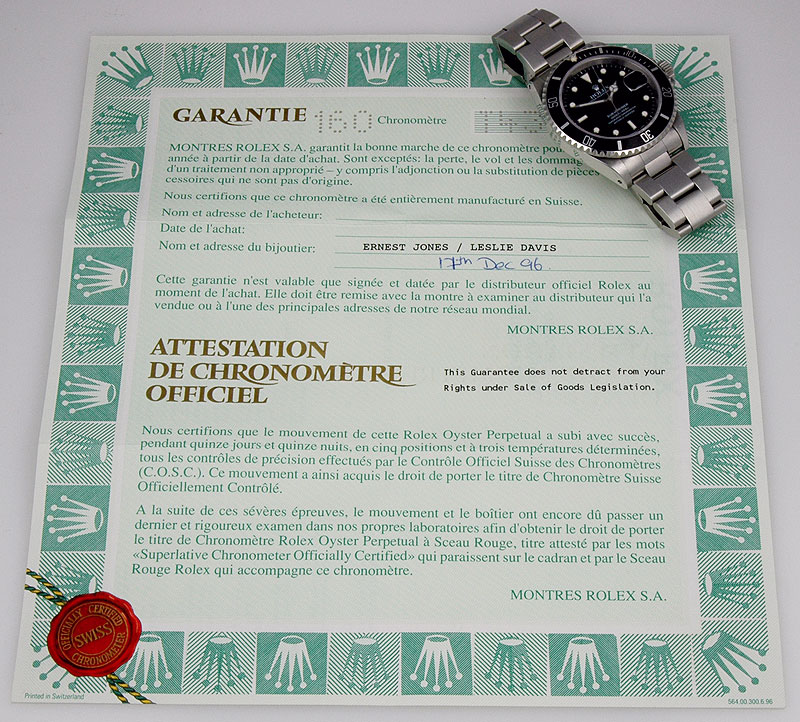 GARANTIE 160 Chronomètre
MONTRES ROLEX S.A. garantit la bonne marche de ce chronomètre
année à partir de la date d'achat. Sont exceptés: la perte, le vol et les
d'un traitement non approprié – y compris l'adjonction ou la substitution de pièces
cessoires qui ne sont pas d'origine.
Nous certifions que ce chronomètre a été entièrement manufacturé en Suisse.
Nom et adresse de l'acheteur:
Date de l'achat:
Nom et adresse du bijoutier: ERNEST JONES / LESLIE DAVIS
17th Dec 96.
Cette garantie n'est valable que signée et datée par le distributeur officiel Rolex au
moment de l'achat. Elle doit être remise avec la montre à examiner au distributeur qui l'a
vendue ou à l'une des principales adresses de notre réseau mondial.
MONTRES ROLEX S.A.
ATTESTATION
DE CHRONOMÈTRE
OFFICIEL
This Guarantee does not detract from your
Rights under Sale of Goods Legislation.
Nous certifions que le mouvement de cette Rolex Oyster Perpetual a subi avec succès,
pendant quinze jours et quinze nuits, en cinq positions et à trois températures déterminées,
tous les contrôles de précision effectués par le Contrôle Officiel Suisse des Chronomètres
(C.O.S.C.). Ce mouvement a ainsi acquis le droit de porter le titre de Chronomètre Suisse
Officiellement Contrôlé.
A la suite de ces sévères épreuves, le mouvement et le boîtier ont encore dû passer un
dernier et rigoureux examen dans nos propres laboratoires afin d'obtenir le droit de porter
le titre de Chronomètre Rolex Oyster Perpetual à Sceau Rouge, titre attesté par les mots
«Superlative Chronometer Officially Certified» qui paraissent sur le cadran et par le Sceau
Rouge Rolex qui accompagne ce chronomètre.
MONTRES ROLEX S.A.
OFFICIALLY CERTIFIED
SWISS
CHRONOMETER
Printed in Switzerland
564.00.300.6.96
ROLEX
20
30
40
50